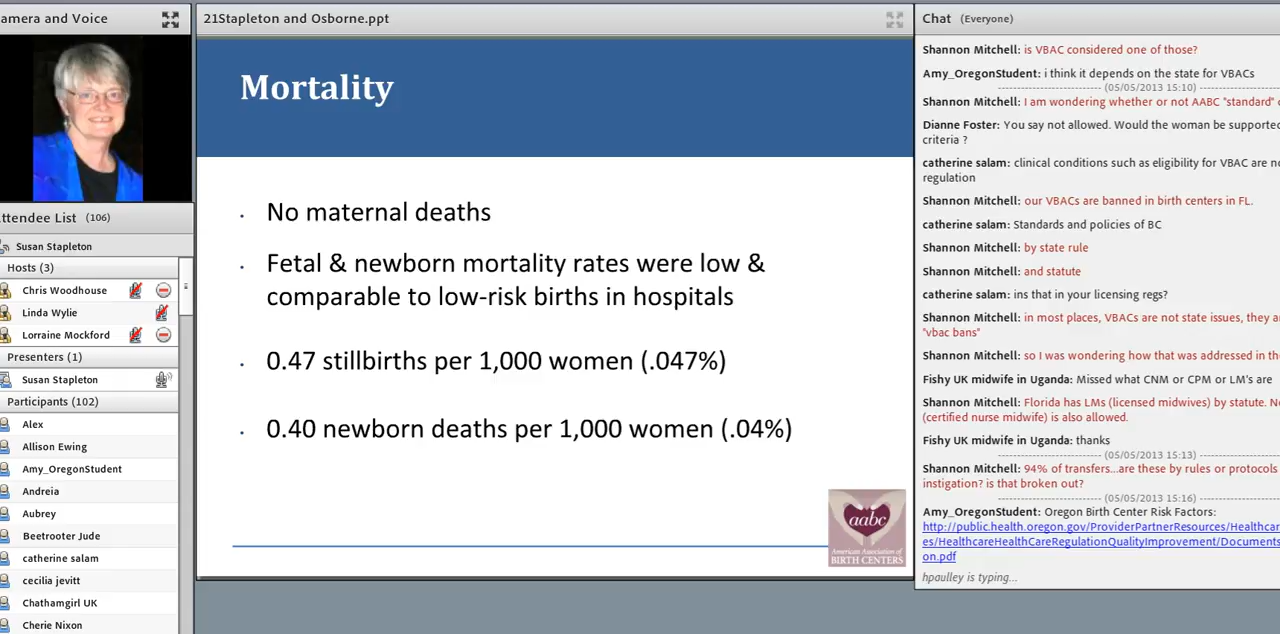 amera and Voice
ttendee List (106)
Susan Stapleton
Hosts (3)
Chris Woodhouse
Linda Wylie
Lorraine Mockford
Presenters (1)
Susan Stapleton
Participants (102)
Alex
Allison Ewing
Amy_OregonStudent
Andreia
Aubrey
Beetrooter Jude
catherine salam
cecilia jevitt
Chathamgirl UK
Cherie Nixon
21Stapleton and Osborne.ppt
Mortality
· No maternal deaths
· Fetal & newborn mortality rates were low &
comparable to low-risk births in hospitals
· 0.47 stillbirths per 1,000 women (.047%)
· 0.40 newborn deaths per 1,000 women (.04%)
aabc
American Association of
BIRTH CENTERS
Chat (Everyone)
Shannon Mitchell: is VBAC considered one of those?
Amy_OregonStudent: i think it depends on the state for VBACs
------------------- (05/05/2013 15:10) -------------------
Shannon Mitchell: I am wondering whether or not AABC "standard"
Dianne Foster: You say not allowed. Would the woman be supported
criteria ?
catherine salam: clinical conditions such as eligibility for VBAC are no
regulation
Shannon Mitchell: our VBACs are banned in birth centers in FL.
catherine salam: Standards and policies of BC
Shannon Mitchell: by state rule
Shannon Mitchell: and statute
catherine salam: ins that in your licensing regs?
Shannon Mitchell: in most places, VBACs are not state issues, they a
"vbac bans"
Shannon Mitchell: so I was wondering how that was addressed in th
Fishy UK midwife in Uganda: Missed what CNM or CPM or LM's are
Shannon Mitchell: Florida has LMs (licensed midwives) by statute. N
(certified nurse midwife) is also allowed.
Fishy UK midwife in Uganda: thanks
------------------- (05/05/2013 15:13) -------------------
Shannon Mitchell: 94% of transfers...are these by rules or protocols
instigation? is that broken out?
------------------- (05/05/2013 15:16) -------------------
Amy_OregonStudent: Oregon Birth Center Risk Factors:
http://public.health.oregon.gov/ProviderPartnerResources/Healthcar
es/HealthcareHealthCareRegulationQualityImprovement/Documents
on.pdf
hpaulley is typing...